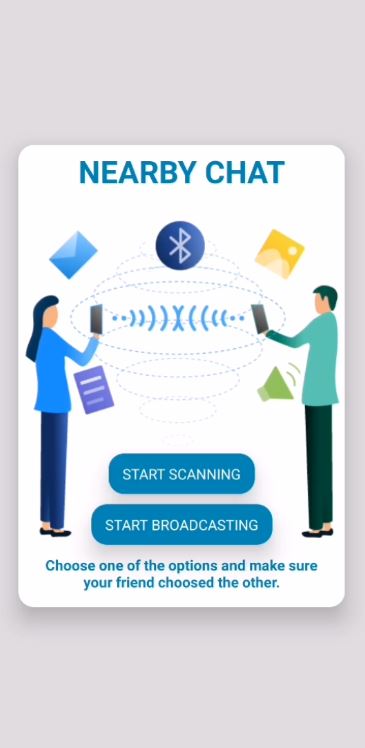 NEARBY CHAT
START SCANNING
START BROADCASTING
Choose one of the options and make sure
your friend choosed the other.